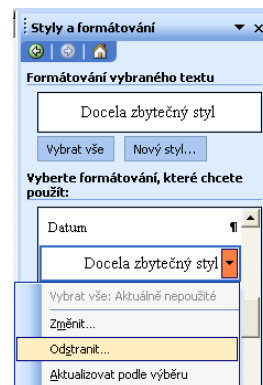 Styly a formátování
Formátování vybraného textu
Docela zbytečný styl
Vybrat vše
Nový styl...
Vyberte formátování, které chcete
použít:
Datum ¶
Docela zbytečný styl
Vybrat vše: Aktuálně nepoužité
Změnit...
Odstranit...
Aktualizovat podle výběru